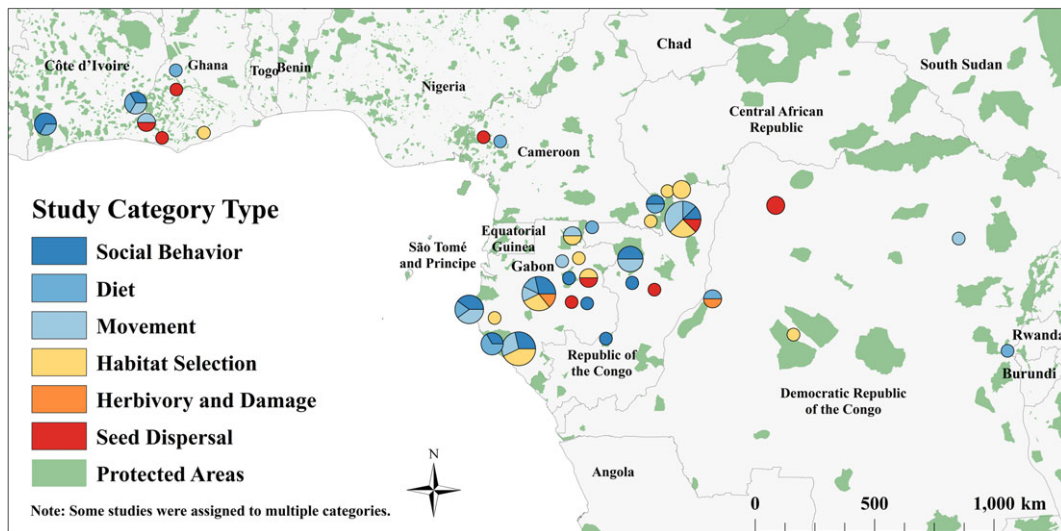 Chad
South Sudan
Côte d'Ivoire
Ghana
Togo
Benin
Nigeria
Central African
Republic
Cameroon
Study Category Type
Social Behavior
Diet
Movement
Habitat Selection
Herbivory and Damage
Seed Dispersal
Protected Areas
Note: Some studies were assigned to multiple categories.
Equatorial
Guinea
São Tomé
and Principe
Gabon
Republic of
the Congo
Rwanda
Burundi
Democratic Republic
of the Congo
Angola
N
0 500 1,000 km